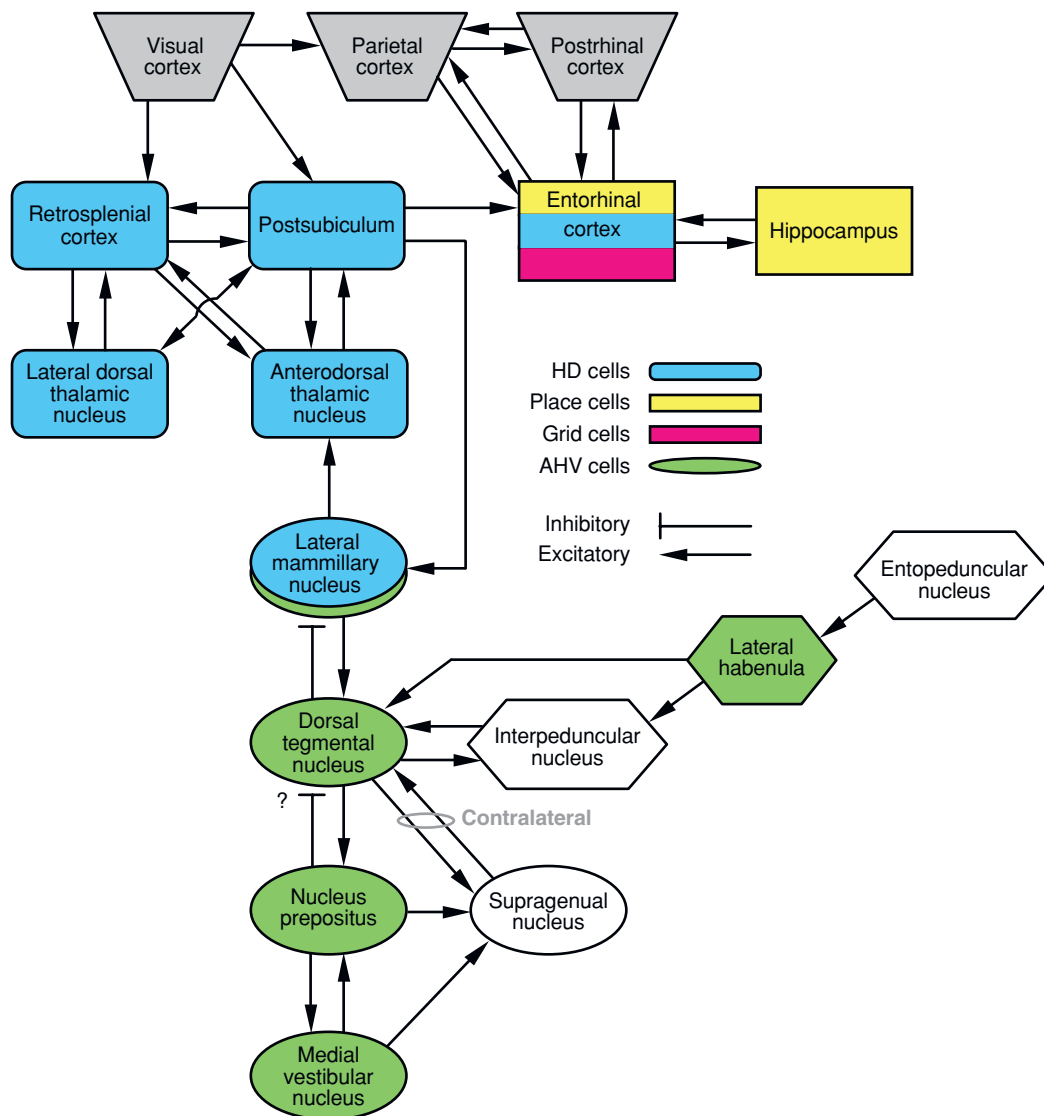 Visual
cortex
Parietal
cortex
Postrhinal
cortex
Retrosplenial
cortex
Postsubiculum
Entorhinal
cortex
Hippocampus
Lateral dorsal
thalamic
nucleus
Anterodorsal
thalamic
nucleus
HD cells
Place cells
Grid cells
AHV cells
Inhibitory
Excitatory
Lateral
mammillary
nucleus
Entopeduncular
nucleus
Lateral
habenula
Dorsal
tegmental
nucleus
Interpeduncular
nucleus
?
Contralateral
Nucleus
prepositus
Supragenual
nucleus
Medial
vestibular
nucleus